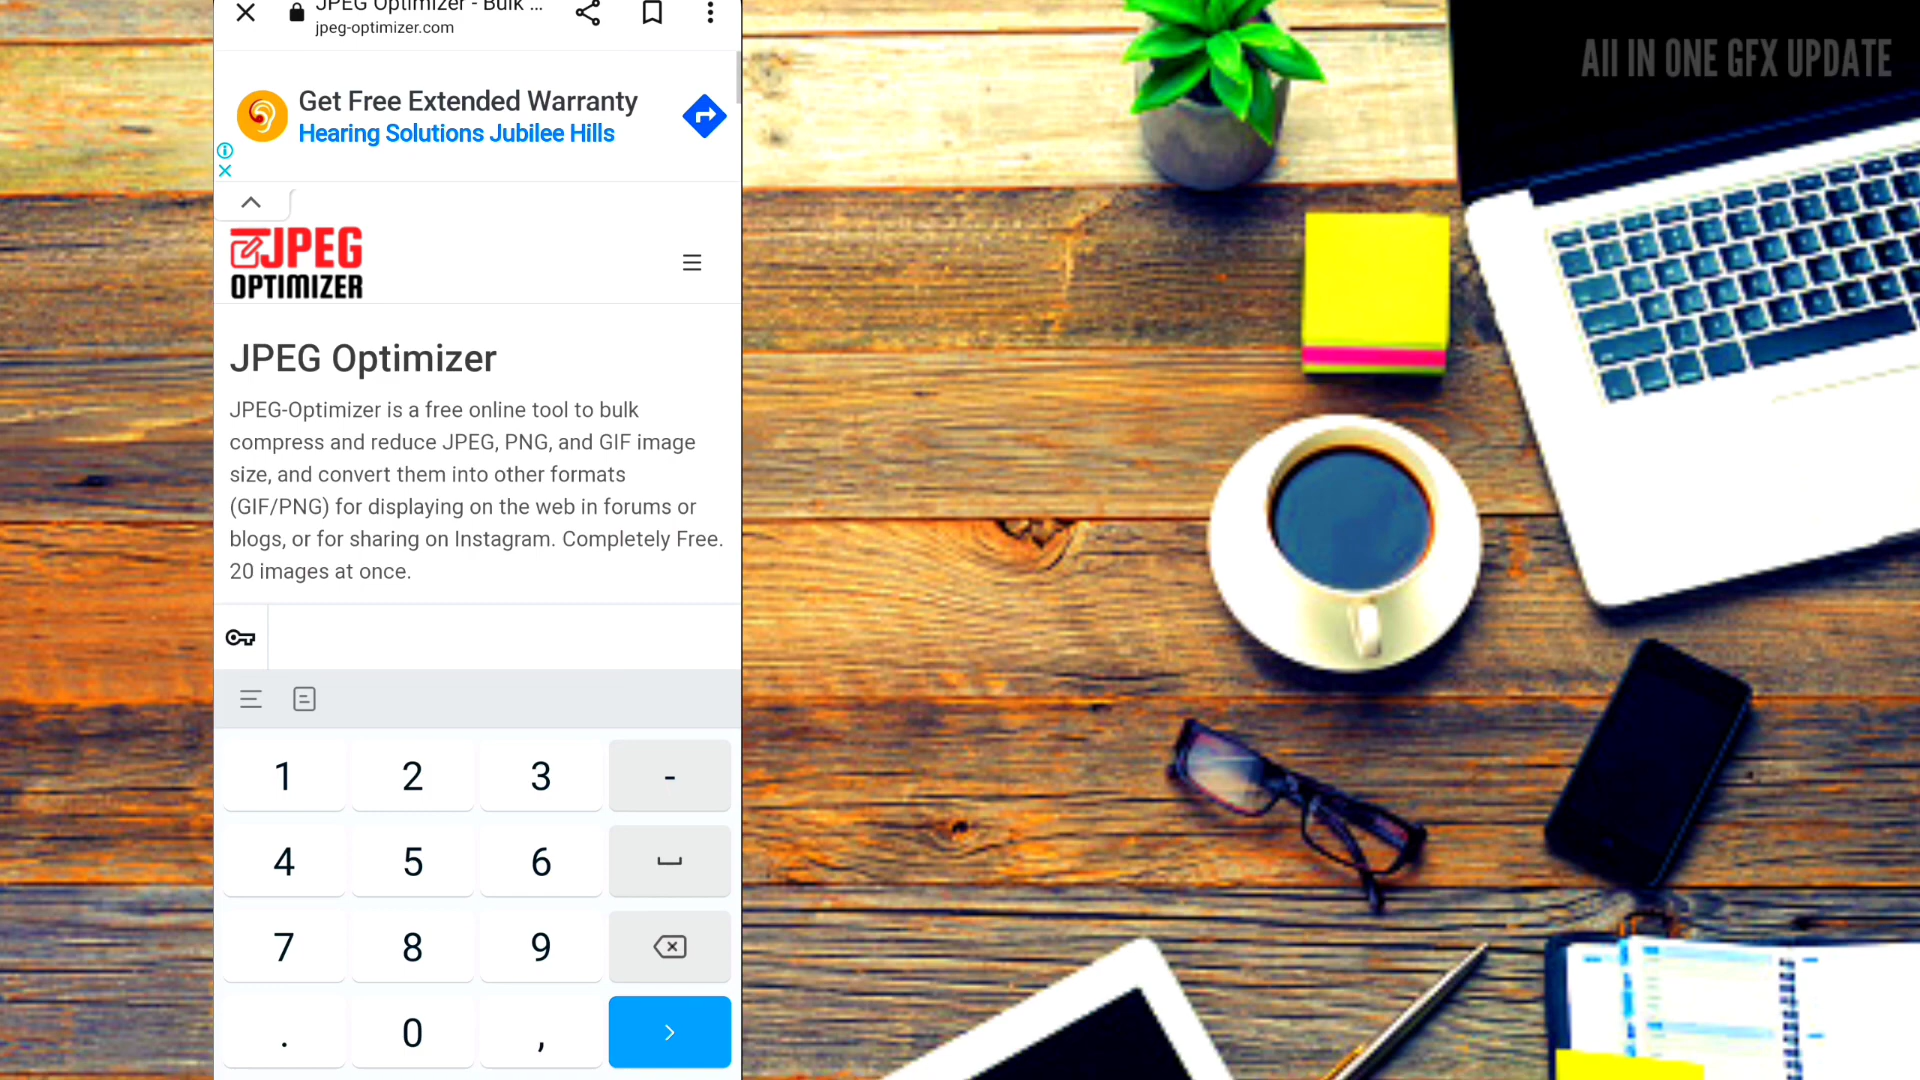 JPEG Optimizer - Bulk ...
jpeg-optimizer.com
All IN ONE GFX UPDATE
Get Free Extended Warranty
Hearing Solutions Jubilee Hills
JPEG
OPTIMIZER
JPEG Optimizer
JPEG-Optimizer is a free online tool to bulk
compress and reduce JPEG, PNG, and GIF image
size, and convert them into other formats
(GIF/PNG) for displaying on the web in forums or
blogs, or for sharing on Instagram. Completely Free.
20 images at once.
1 2 3 -
4 5 6
7 8 9
. 0 ,